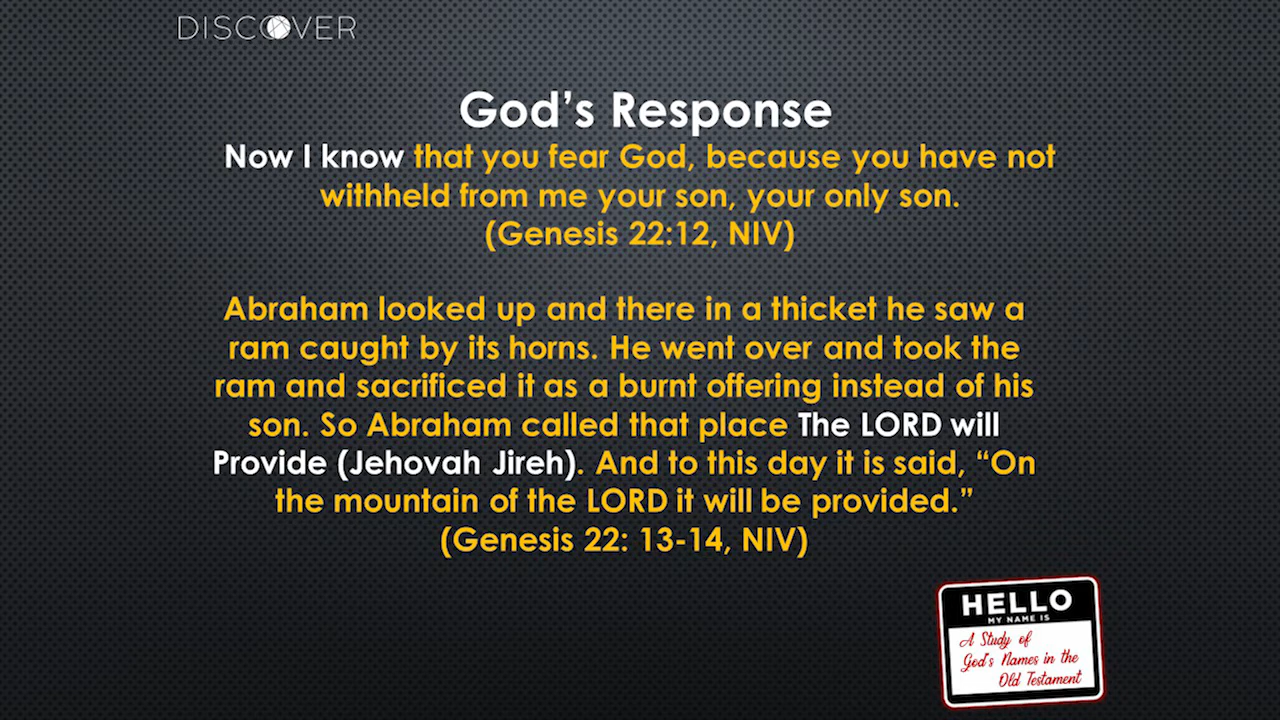 DISCOVER
God’s Response
Now I know that you fear God, because you have not
withheld from me your son, your only son.
(Genesis 22:12, NIV)
Abraham looked up and there in a thicket he saw a
ram caught by its horns. He went over and took the
ram and sacrificed it as a burnt offering instead of his
son. So Abraham called that place The LORD will
Provide (Jehovah Jireh). And to this day it is said, “On
the mountain of the LORD it will be provided.”
(Genesis 22: 13-14, NIV)
HELLO
MY NAME IS
A Study of
God's Names in the
Old Testament